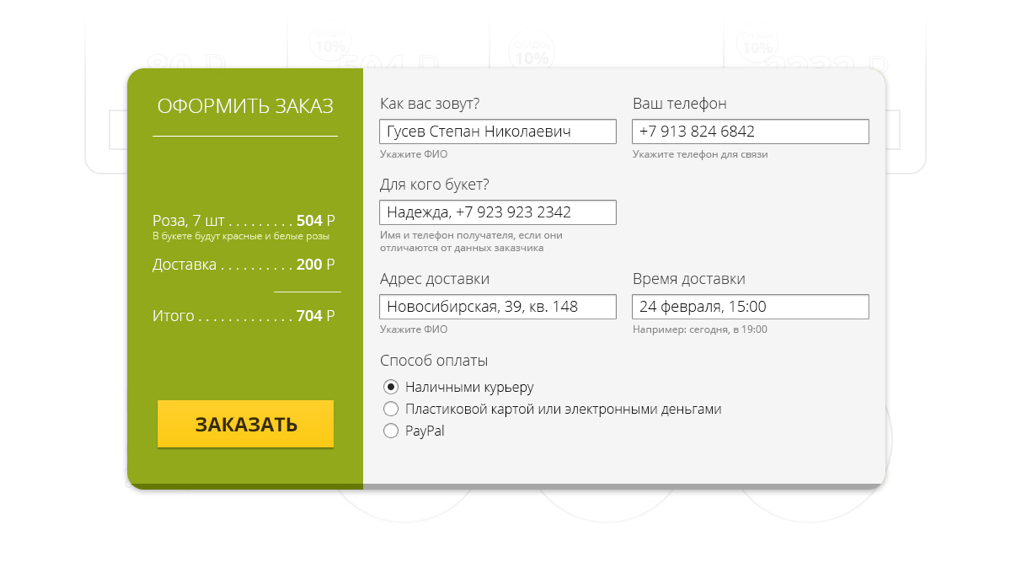 10%
10%
10%
ОФОРМИТЬ ЗАКАЗ
Роза, 7 шт . . . . . . . . . 504 Р
В букете будут красные и белые розы
Доставка . . . . . . . . . . 200 Р
Итого . . . . . . . . . . . . . 704 Р
ЗАКАЗАТЬ
Как вас зовут?
Гусев Степан Николаевич
Укажите ФИО
Ваш телефон
+7 913 824 6842
Укажите телефон для связи
Для кого букет?
Надежда, +7 923 923 2342
Имя и телефон получателя, если они
отличаются от данных заказчика
Адрес доставки
Новосибирская, 39, кв. 148
Укажите ФИО
Время доставки
24 февраля, 15:00
Например: сегодня, в 19:00
Способ оплаты
Наличными курьеру
Пластиковой картой или электронными деньгами
PayPal